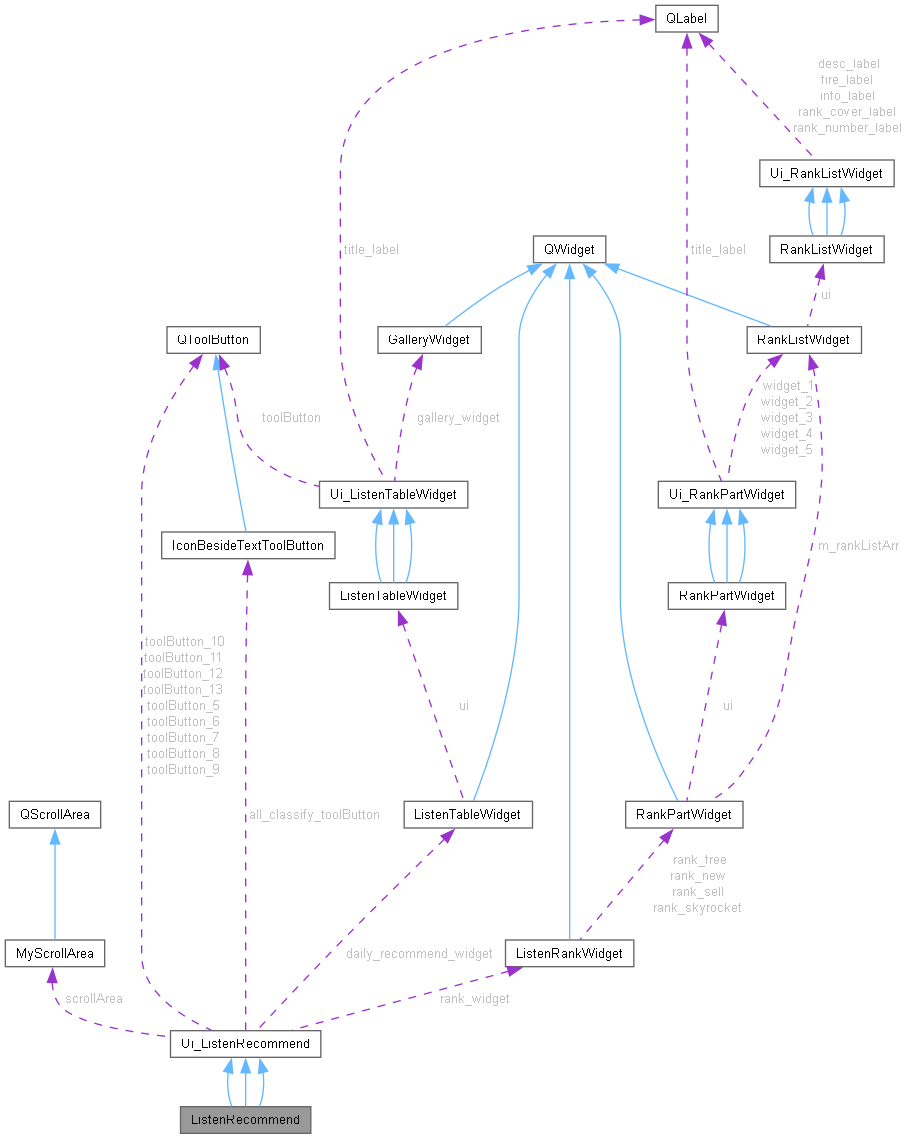 QLabel
desc_label
fire_label
info_label
rank_cover_label
rank_number_label
Ui_RankListWidget
title_label
QWidget
title_label
RankListWidget
ui
QToolButton
GalleryWidget
RankListWidget
toolButton
gallery_widget
widget_1
widget_2
widget_3
widget_4
widget_5
Ui_ListenTableWidget
Ui_RankPartWidget
IconBesideTextToolButton
m_rankListArr
ListenTableWidget
RankPartWidget
toolButton_10
toolButton_11
toolButton_12
toolButton_13
toolButton_5
toolButton_6
toolButton_7
toolButton_8
toolButton_9
ui
ui
QScrollArea
all_classify_toolButton
ListenTableWidget
RankPartWidget
rank_free
rank_new
rank_sell
rank_skyrocket
MyScrollArea
daily_recommend_widget
ListenRankWidget
scrollArea
rank_widget
Ui_ListenRecommend
ListenRecommend